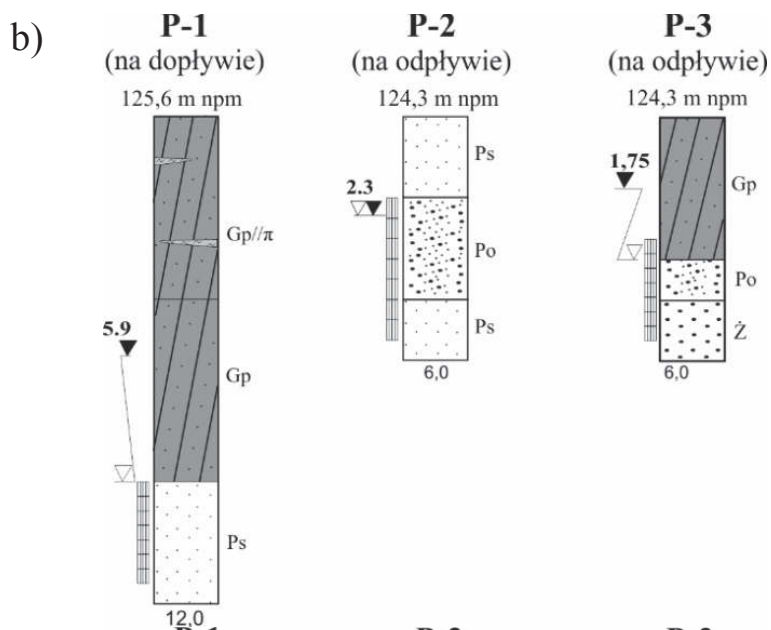 b)
P-1
(na dopływie)
125,6 m npm
Gp//π
5.9
Gp
Ps
12,0
P-2
(na odpływie)
124,3 m npm
Ps
2.3
Po
Ps
6,0
P-3
(na odpływie)
124,3 m npm
1,75
Gp
Po
Ż
6,0